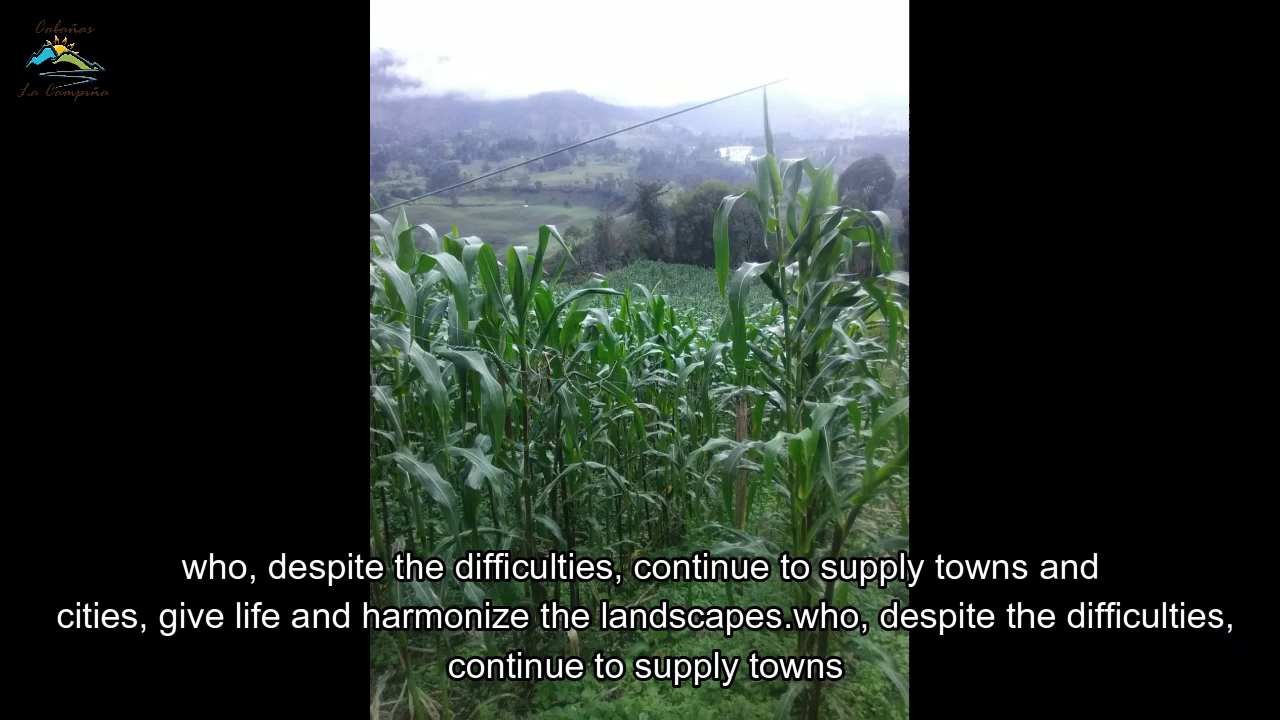 Cabañas
La Campiña
who, despite the difficulties, continue to supply towns and
cities, give life and harmonize the landscapes.who, despite the difficulties,
continue to supply towns